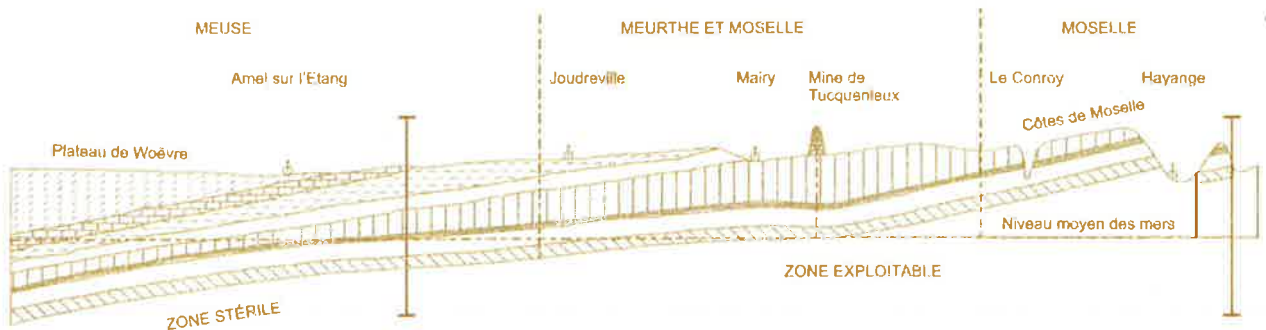 MEUSE
MEURTHE ET MOSELLE
MOSELLE
Amel sur l'Etang
Joudreville
Mairy
Mine de
Tucquenieux
Le Conroy
Hayange
Côtes de Moselle
Plateau de Woëvre
Niveau moyen des mers
ZONE EXPLOITABLE
ZONE STÉRILE